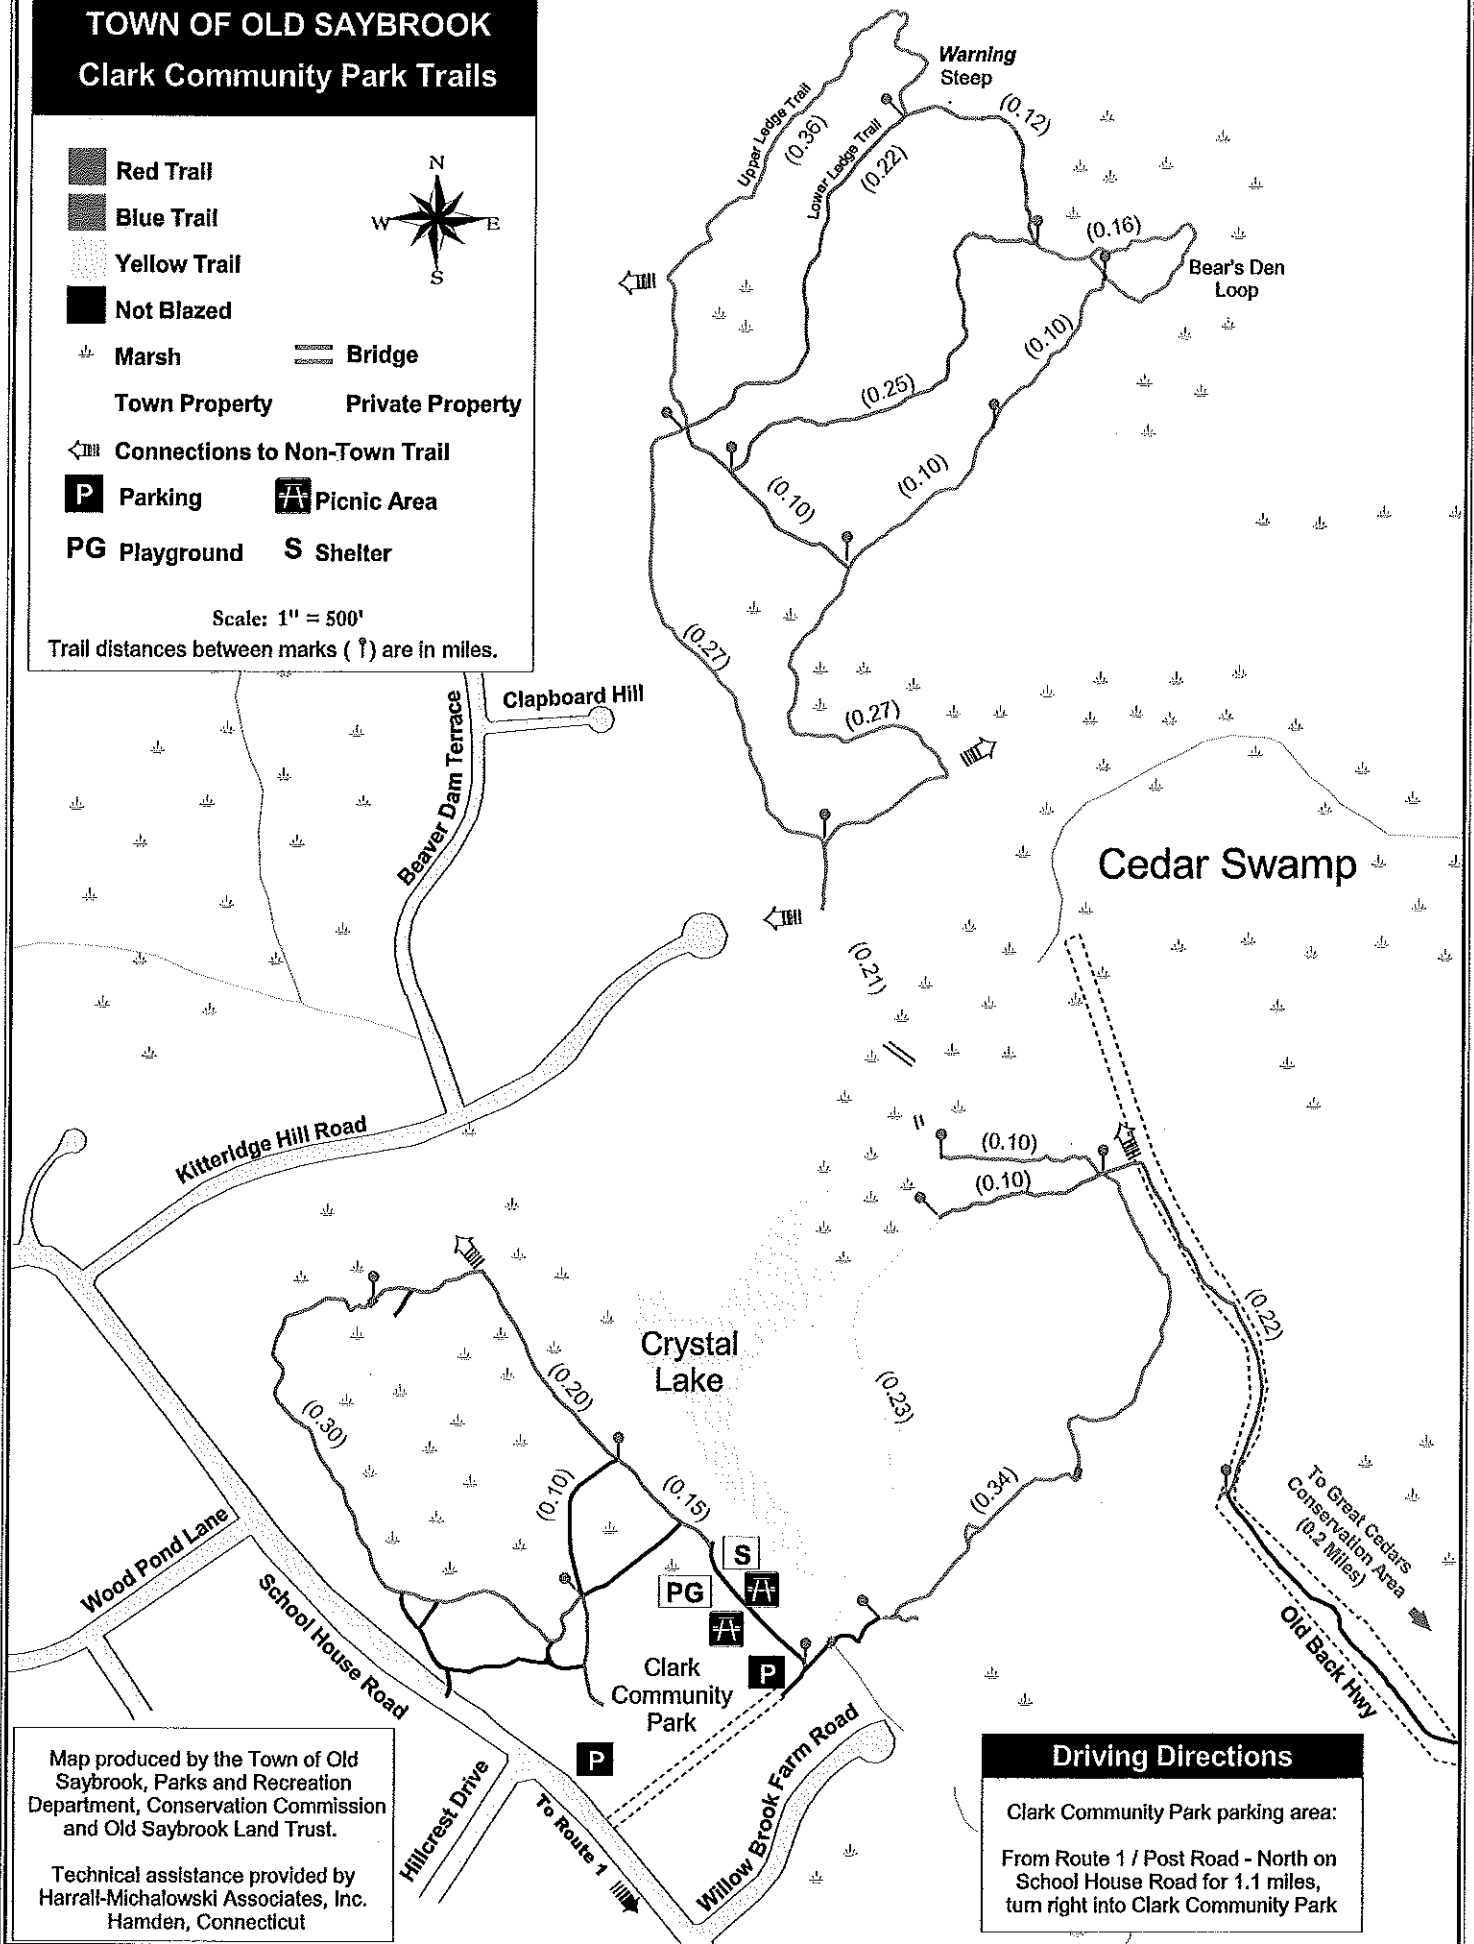 TOWN OF OLD SAYBROOK
Clark Community Park Trails
Red Trail
Blue Trail
Yellow Trail
Not Blazed
N
W
E
S
Marsh
Bridge
Town Property
Private Property
Connections to Non-Town Trail
P Parking
Picnic Area
PG Playground
S Shelter
Scale: 1" = 500'
Trail distances between marks ( ) are in miles.
Warning
Steep
Upper Ledge Trail
(0.36)
Lower Ledge Trail
(0.22)
(0.12)
(0.16)
Bear's Den
Loop
(0.10)
(0.25)
(0.10)
(0.10)
(0.27)
(0.27)
Clapboard Hill
Beaver Dam Terrace
Cedar Swamp
(0.21)
Kitteridge Hill Road
(0.10)
(0.10)
(0.22)
Crystal
Lake
(0.20)
(0.23)
(0.30)
(0.10)
(0.15)
(0.34)
S
PG
P
Clark
Community
Park
P
To Great Cedars
Conservation Area
(0.2 Miles)
Old Back Hwy
Wood Pond Lane
School House Road
Hillcrest Drive
To Route 1
Willow Brook Farm Road
Map produced by the Town of Old
Saybrook, Parks and Recreation
Department, Conservation Commission
and Old Saybrook Land Trust.
Technical assistance provided by
Harrall-Michalowski Associates, Inc.
Hamden, Connecticut
Driving Directions
Clark Community Park parking area:
From Route 1 / Post Road - North on
School House Road for 1.1 miles,
turn right into Clark Community Park